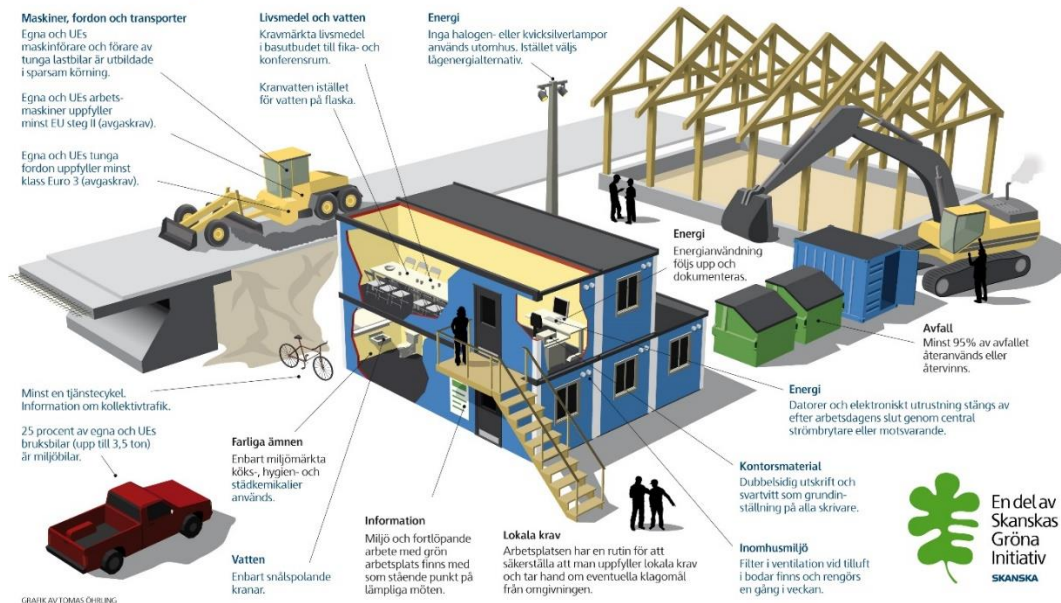 Maskiner, fordon och transporter
Egna och UEs
maskinförare och förare av
tunga lastbilar är utbildade
i sparsam körning.
Egna och UEs arbets-
maskiner uppfyller
minst EU steg II (avgaskrav).
Egna och UEs tunga
fordon uppfyller minst
klass Euro 3 (avgaskrav).
Livsmedel och vatten
Kravmärkta livsmedel
i basutbudet till fika- och
konferensrum.
Kranvatten istället
för vatten på flaska.
Energi
Inga halogen- eller kvicksilverlampor
används utomhus. Istället väljs
lågenergialternativ.
Energi
Energianvändning
följs upp och
dokumenteras.
Avfall
Minst 95% av avfallet
återanvänds eller
återvinns.
Minst en tjänstecykel.
Information om kollektivtrafik.
25 procent av egna och UEs
bruksbilar (upp till 3,5 ton)
är miljöbilar.
Farliga ämnen
Enbart miljömärkta
köks-, hygien- och
städkemikalier
används.
Vatten
Enbart snålspolande
kranar.
Information
Miljö och fortlöpande
arbete med grön
arbetsplats finns med
som stående punkt på
lämpliga möten.
Lokala krav
Arbetsplatsen har en rutin för att
säkerställa att man uppfyller lokala krav
och tar hand om eventuella klagomål
från omgivningen.
Energi
Datorer och elektroniskt utrustning stängs av
efter arbetsdagens slut genom central
strömbrytare eller motsvarande.
Kontorsmaterial
Dubbelsidig utskrift och
svartvitt som grundin-
ställning på alla skrivare.
Inomhusmiljö
Filter i ventilation vid tilluft
i bodar finns och rengörs
en gång i veckan.
En del av
Skanskas
Gröna
Initiativ
SKANSKA
GRAFIK AV TOMAS ÖHRLING